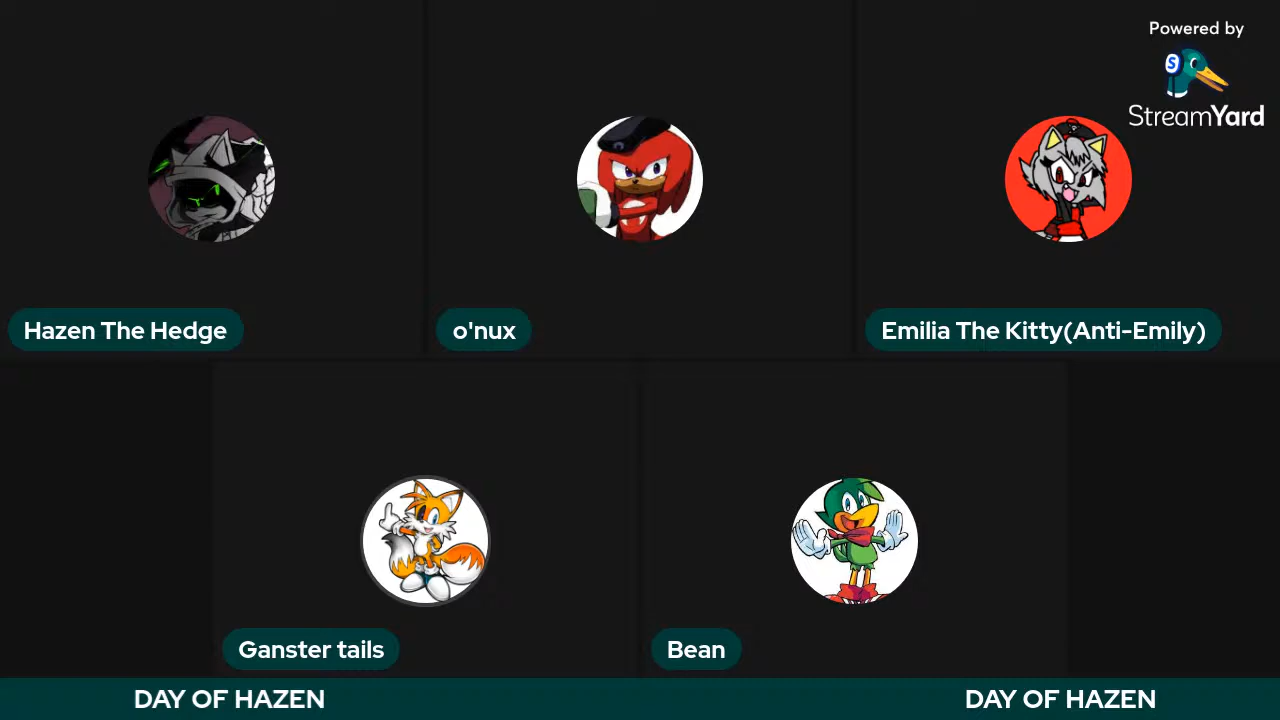 Powered by
StreamYard
Hazen The Hedge
o'nux
Emilia The Kitty(Anti-Emily)
Ganster tails
Bean
DAY OF HAZEN
DAY OF HAZEN